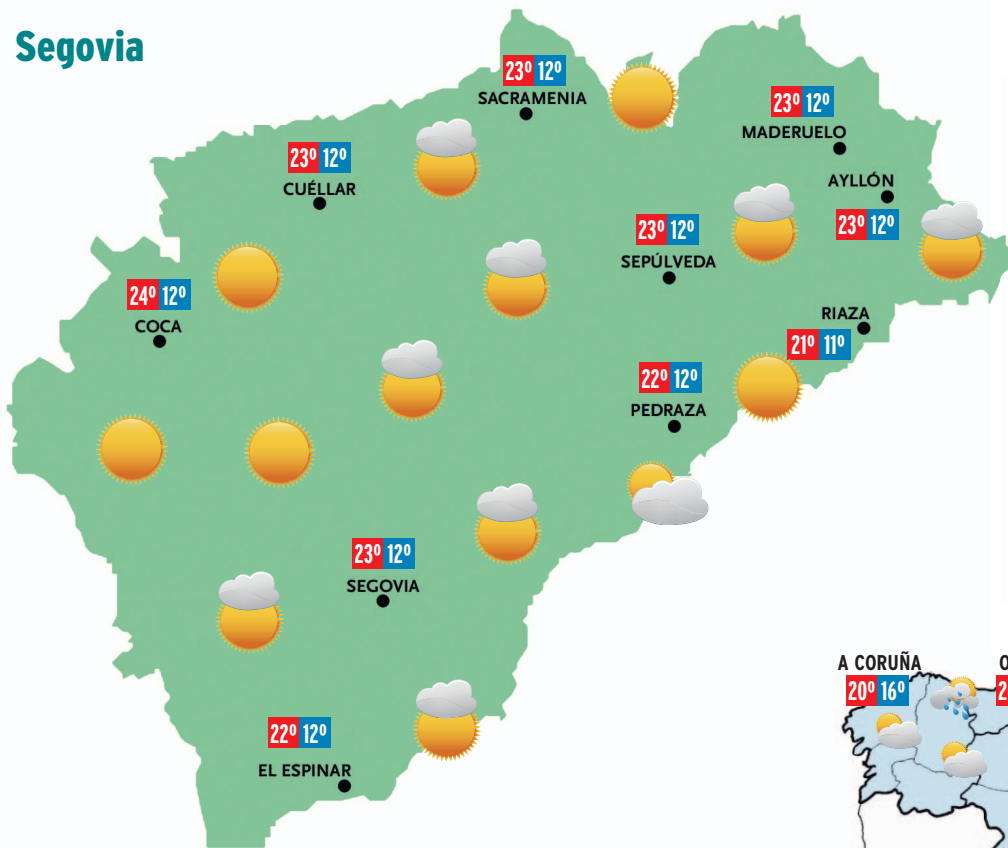 Segovia
23º 12º
SACRAMENIA
23º 12º
MADERUELO
23º 12º
CUÉLLAR
AYLLÓN
23º 12º
23º 12º
SEPÚLVEDA
24º 12º
COCA
RIAZA
21º 11º
22º 12º
PEDRAZA
23º 12º
SEGOVIA
22º 12º
EL ESPINAR
A CORUÑA
20º 16º